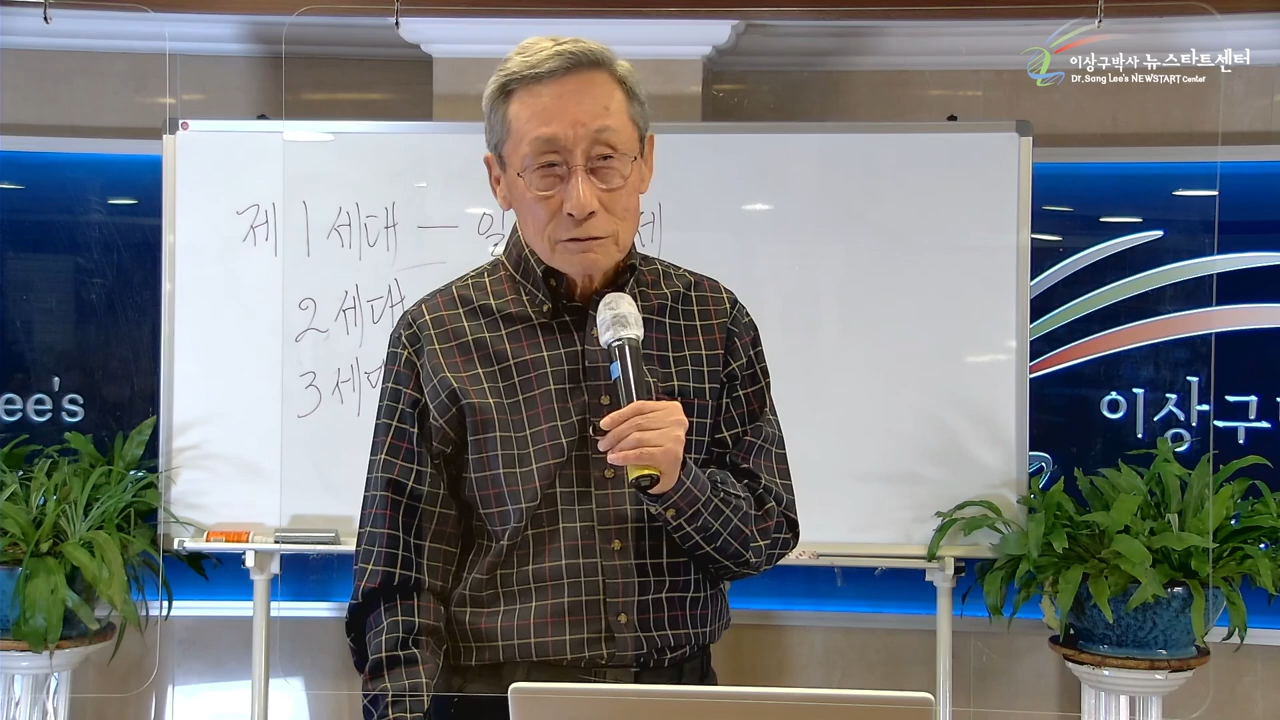 이상구박사 뉴스타트센터
Dr. Sang Lee's NEWSTART Center
제 1 세대 —
2 세대
3 세대
ee's
이상구